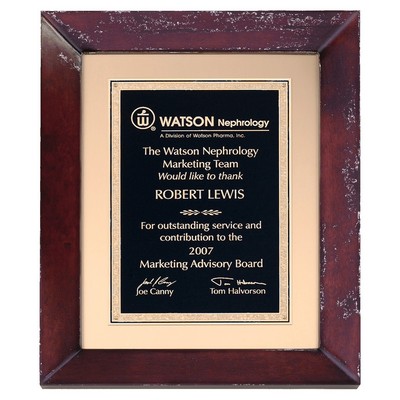 WATSON Nephrology
A Division of Watson Pharma, Inc.
The Watson Nephrology
Marketing Team
Would like to thank
ROBERT LEWIS
For outstanding service and
contribution to the
2007
Marketing Advisory Board
Joe Canny Tom Halvorson